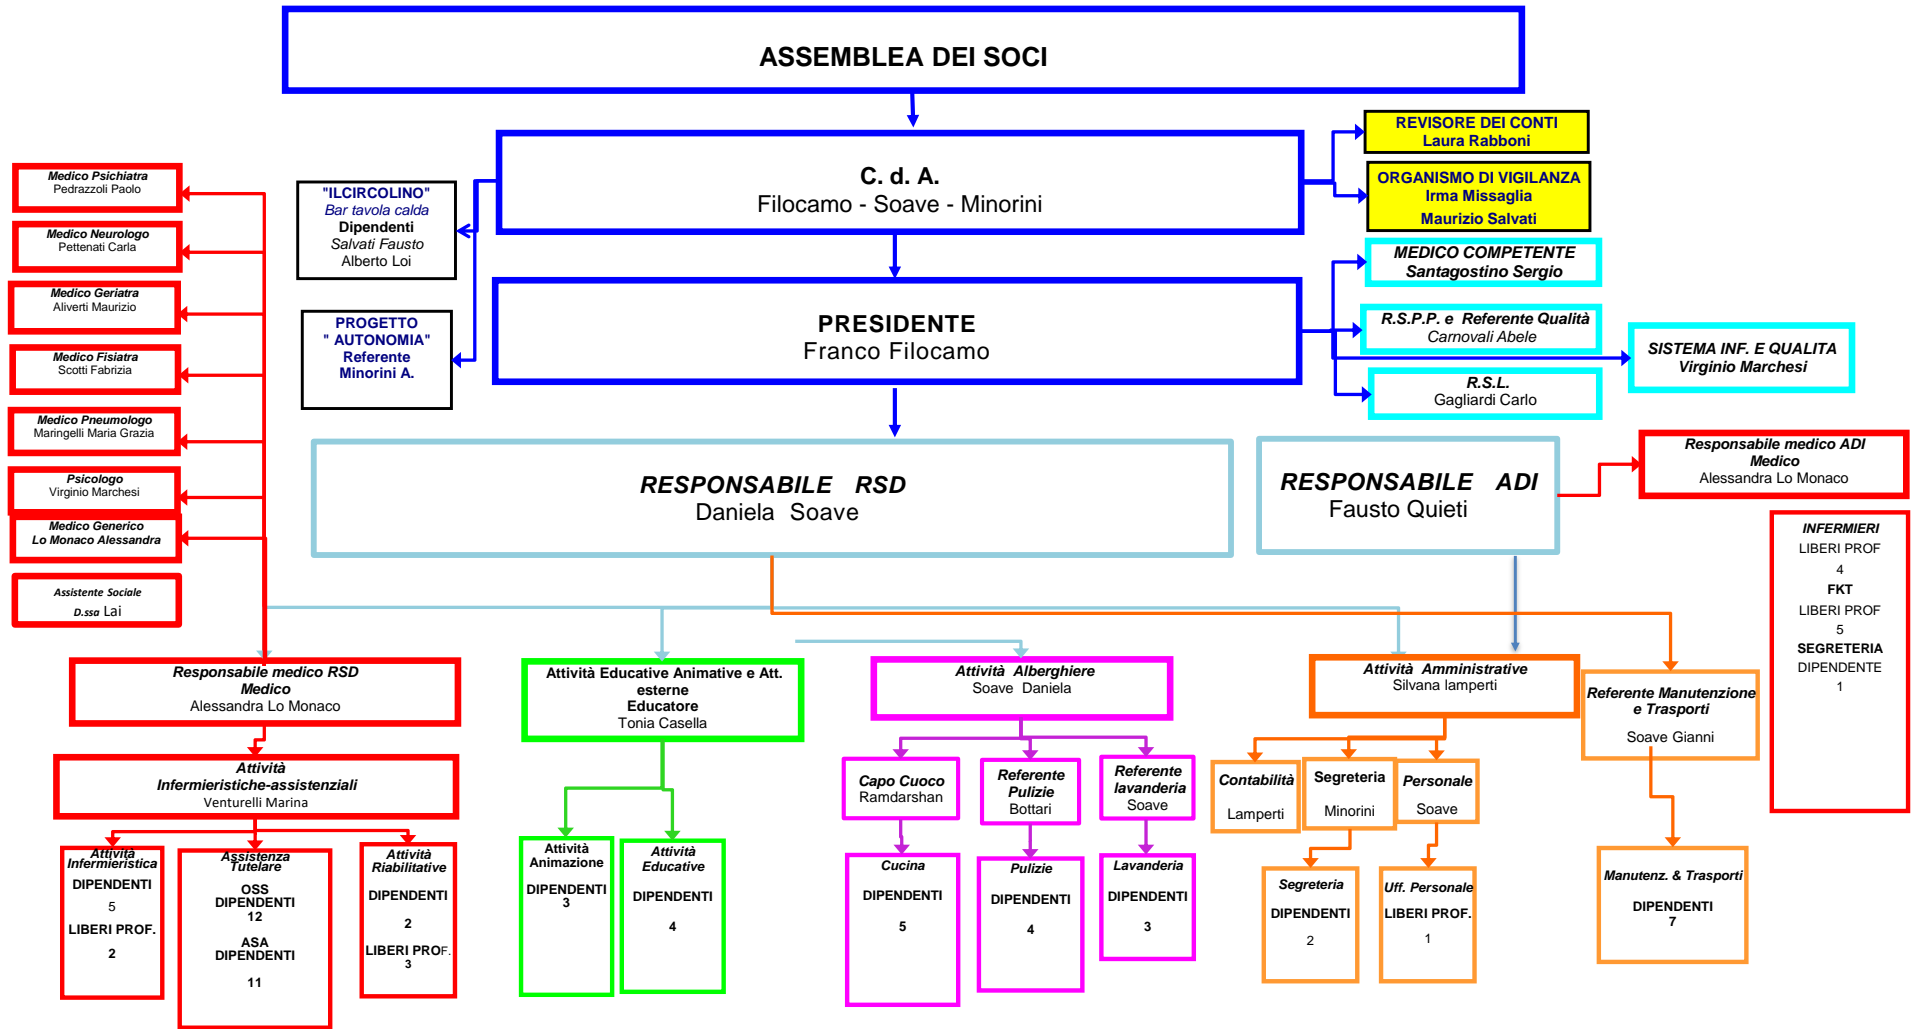 ASSEMBLEA DEI SOCI
C. d. A.
Filocamo - Soave - Minorini
REVISORE DEI CONTI
Laura Rabboni
ORGANISMO DI VIGILANZA
Irma Missaglia
Maurizio Salvati
"ILCIRCOLINO"
Bar tavola calda
Dipendenti
Salvati Fausto
Alberto Loi
PROGETTO
" AUTONOMIA"
Referente
Minorini A.
PRESIDENTE
Franco Filocamo
MEDICO COMPETENTE
Santagostino Sergio
R.S.P.P. e Referente Qualità
Carnovali Abele
SISTEMA INF. E QUALITA
Virginio Marchesi
R.S.L.
Gagliardi Carlo
Medico Psichiatra
Pedrazzoli Paolo
Medico Neurologo
Pettenati Carla
Medico Geriatra
Aliverti Maurizio
Medico Fisiatra
Scotti Fabrizia
Medico Pneumologo
Maringelli Maria Grazia
Psicologo
Virginio Marchesi
Medico Generico
Lo Monaco Alessandra
Assistente Sociale
D.ssa Lai
RESPONSABILE RSD
Daniela Soave
RESPONSABILE ADI
Fausto Quieti
Responsabile medico ADI
Medico
Alessandra Lo Monaco
INFERMIERI
LIBERI PROF
4
FKT
LIBERI PROF
5
SEGRETERIA
DIPENDENTE
1
Responsabile medico RSD
Medico
Alessandra Lo Monaco
Attività Educative Animative e Att.
esterne
Educatore
Tonia Casella
Attività Alberghiere
Soave Daniela
Attività Amministrative
Silvana lamperti
Referente Manutenzione
e Trasporti
Soave Gianni
Attività
Infermieristiche-assistenziali
Venturelli Marina
Capo Cuoco
Ramdarshan
Referente
Pulizie
Bottari
Referente
lavanderia
Soave
Contabilità
Lamperti
Segreteria
Minorini
Personale
Soave
Attività
Infermieristica
DIPENDENTI
5
LIBERI PROF.
2
Assistenza
Tutelare
OSS
DIPENDENTI
12
ASA
DIPENDENTI
11
Attività
Riabilitative
DIPENDENTI
2
LIBERI PROF.
3
Attività
Animazione
DIPENDENTI
3
Attività
Educative
DIPENDENTI
4
Cucina
DIPENDENTI
5
Pulizie
DIPENDENTI
4
Lavanderia
DIPENDENTI
3
Segreteria
DIPENDENTI
2
Uff. Personale
LIBERI PROF.
1
Manutenz. & Trasporti
DIPENDENTI
7